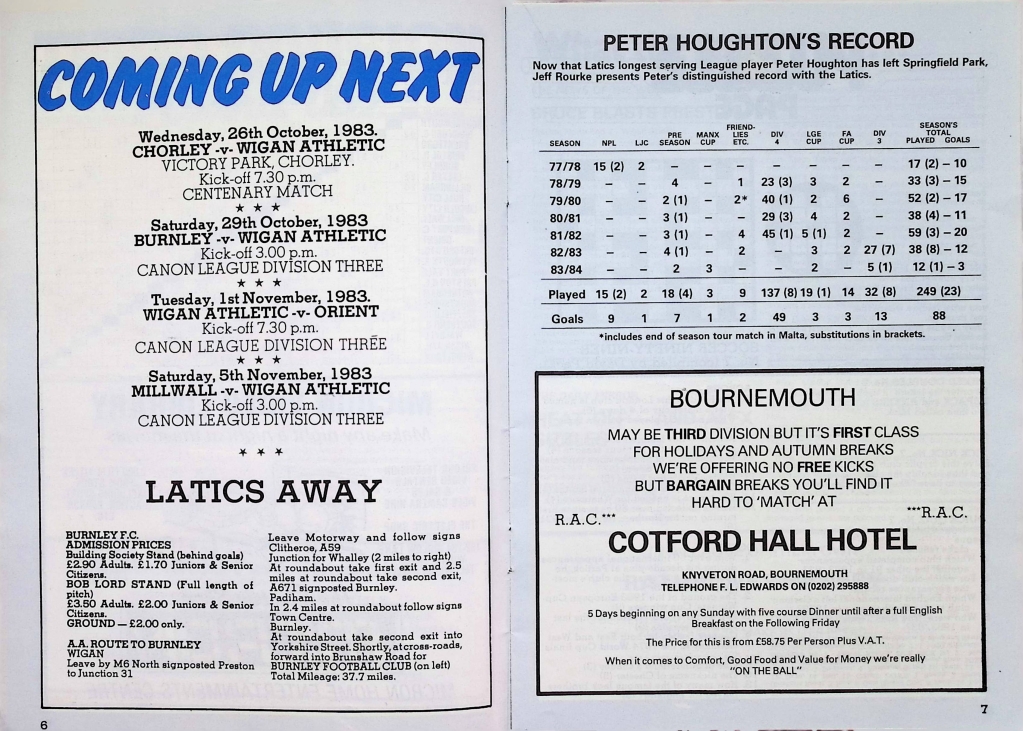 COMING UP NEXT
Wednesday, 26th October, 1983.
CHORLEY -v- WIGAN ATHLETIC
VICTORY PARK, CHORLEY.
Kick-off 7.30 p.m.
CENTENARY MATCH
★ ★ ★
Saturday, 29th October, 1983
BURNLEY -v- WIGAN ATHLETIC
Kick-off 3.00 p.m.
CANON LEAGUE DIVISION THREE
★ ★ ★
Tuesday, 1st November, 1983.
WIGAN ATHLETIC -v- ORIENT
Kick-off 7.30 p.m.
CANON LEAGUE DIVISION THREE
★ ★ ★
Saturday, 5th November, 1983
MILLWALL -v- WIGAN ATHLETIC
Kick-off 3.00 p.m.
CANON LEAGUE DIVISION THREE
★ ★ ★
LATICS AWAY
BURNLEY F.C.
ADMISSION PRICES
Building Society Stand (behind goals)
£2.90 Adults. £1.70 Juniors & Senior
Citizens.
BOB LORD STAND (Full length of
pitch)
£3.50 Adults. £2.00 Juniors & Senior
Citizens.
GROUND — £2.00 only.
A.A. ROUTE TO BURNLEY
WIGAN
Leave by M6 North signposted Preston
to Junction 31
Leave Motorway and follow signs
Clitheroe, A59
Junction for Whalley (2 miles to right)
At roundabout take first exit and 2.5
miles at roundabout take second exit,
A671 signposted Burnley.
Padiham.
In 2.4 miles at roundabout follow signs
Town Centre.
Burnley.
At roundabout take second exit into
Yorkshire Street. Shortly, at cross-roads,
forward into Brunshaw Road for
BURNLEY FOOTBALL CLUB (on left)
Total Mileage: 37.7 miles.
6
PETER HOUGHTON'S RECORD
Now that Latics longest serving League player Peter Houghton has left Springfield Park,
Jeff Rourke presents Peter's distinguished record with the Latics.
SEASON NPL LJC PRE SEASON MANX CUP FRIEND-LIES ETC. DIV 4 LGE CUP FA CUP DIV 3 SEASON'S TOTAL PLAYED GOALS
77/78 15 (2) 2 – – – – – – – 17 (2) – 10
78/79 – – 4 – 1 23 (3) 3 2 – 33 (3) – 15
79/80 – – 2 (1) – 2* 40 (1) 2 6 – 52 (2) – 17
80/81 – – 3 (1) – – 29 (3) 4 2 – 38 (4) – 11
81/82 – – 3 (1) – 4 45 (1) 5 (1) 2 – 59 (3) – 20
82/83 – – 4 (1) – 2 – 3 2 27 (7) 38 (8) – 12
83/84 – – 2 3 – – 2 – 5 (1) 12 (1) – 3
Played 15 (2) 2 18 (4) 3 9 137 (8) 19 (1) 14 32 (8) 249 (23)
Goals 9 1 7 1 2 49 3 3 13 88
*includes end of season tour match in Malta, substitutions in brackets.
BOURNEMOUTH
MAY BE THIRD DIVISION BUT IT'S FIRST CLASS
FOR HOLIDAYS AND AUTUMN BREAKS
WE'RE OFFERING NO FREE KICKS
BUT BARGAIN BREAKS YOU'LL FIND IT
HARD TO 'MATCH' AT
R.A.C.*** ***R.A.C.
COTFORD HALL HOTEL
KNYVETON ROAD, BOURNEMOUTH
TELEPHONE F. L. EDWARDS ON (0202) 295888
5 Days beginning on any Sunday with five course Dinner until after a full English
Breakfast on the Following Friday
The Price for this is from £58.75 Per Person Plus V.A.T.
When it comes to Comfort, Good Food and Value for Money we're really
"ON THE BALL"
7